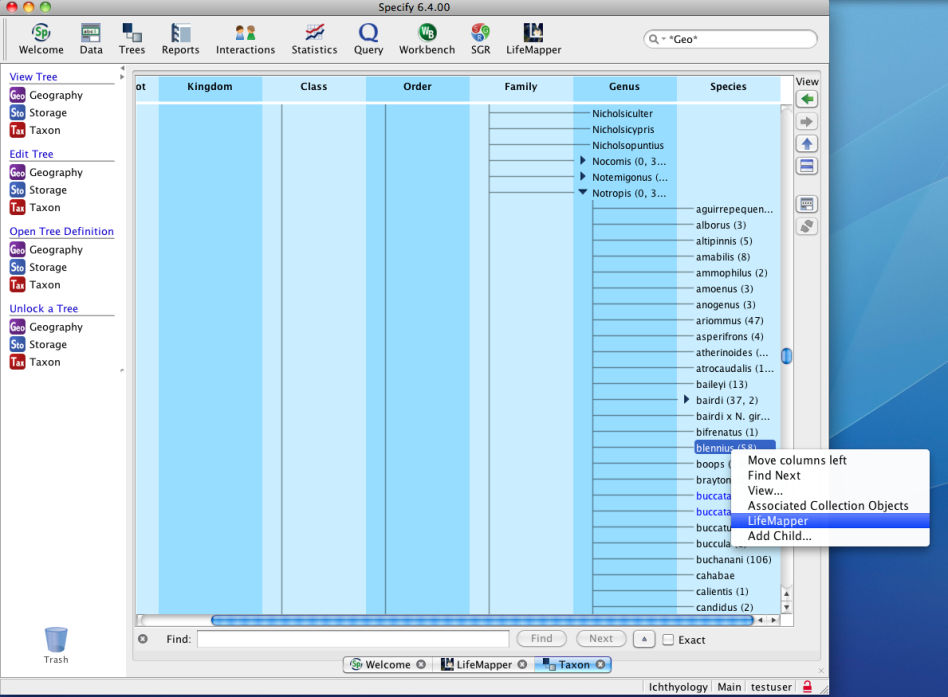 Specify 6.4.00
Welcome Data Trees Reports Interactions Statistics Query Workbench SGR LifeMapper
*Geo*
View Tree
Geo Geography
Sto Storage
Tax Taxon
Edit Tree
Geo Geography
Sto Storage
Tax Taxon
Open Tree Definition
Geo Geography
Sto Storage
Tax Taxon
Unlock a Tree
Geo Geography
Sto Storage
Tax Taxon
Trash
ot Kingdom Class Order Family Genus Species
View
Nicholsiculter
Nicholsicypris
Nicholsopuntius
Nocomis (0, 3...
Notemigonus (...
Notropis (0, 3...
aguirrepequen...
alborus (3)
altipinnis (5)
amabilis (8)
ammophilus (2)
amoenus (3)
anogenus (3)
ariommus (47)
asperifrons (4)
atherinoides (...
atrocaudalis (1...
baileyi (13)
bairdi (37, 2)
bairdi x N. gir...
bifrenatus (1)
blennius (58)
boops (
brayton
buccata
buccata
buccatu
buccula
buchanani (106)
cahabae
calientis (1)
candidus (2)
Move columns left
Find Next
View...
Associated Collection Objects
LifeMapper
Add Child...
Find: Find Next Exact
Welcome LifeMapper Taxon
Ichthyology Main testuser